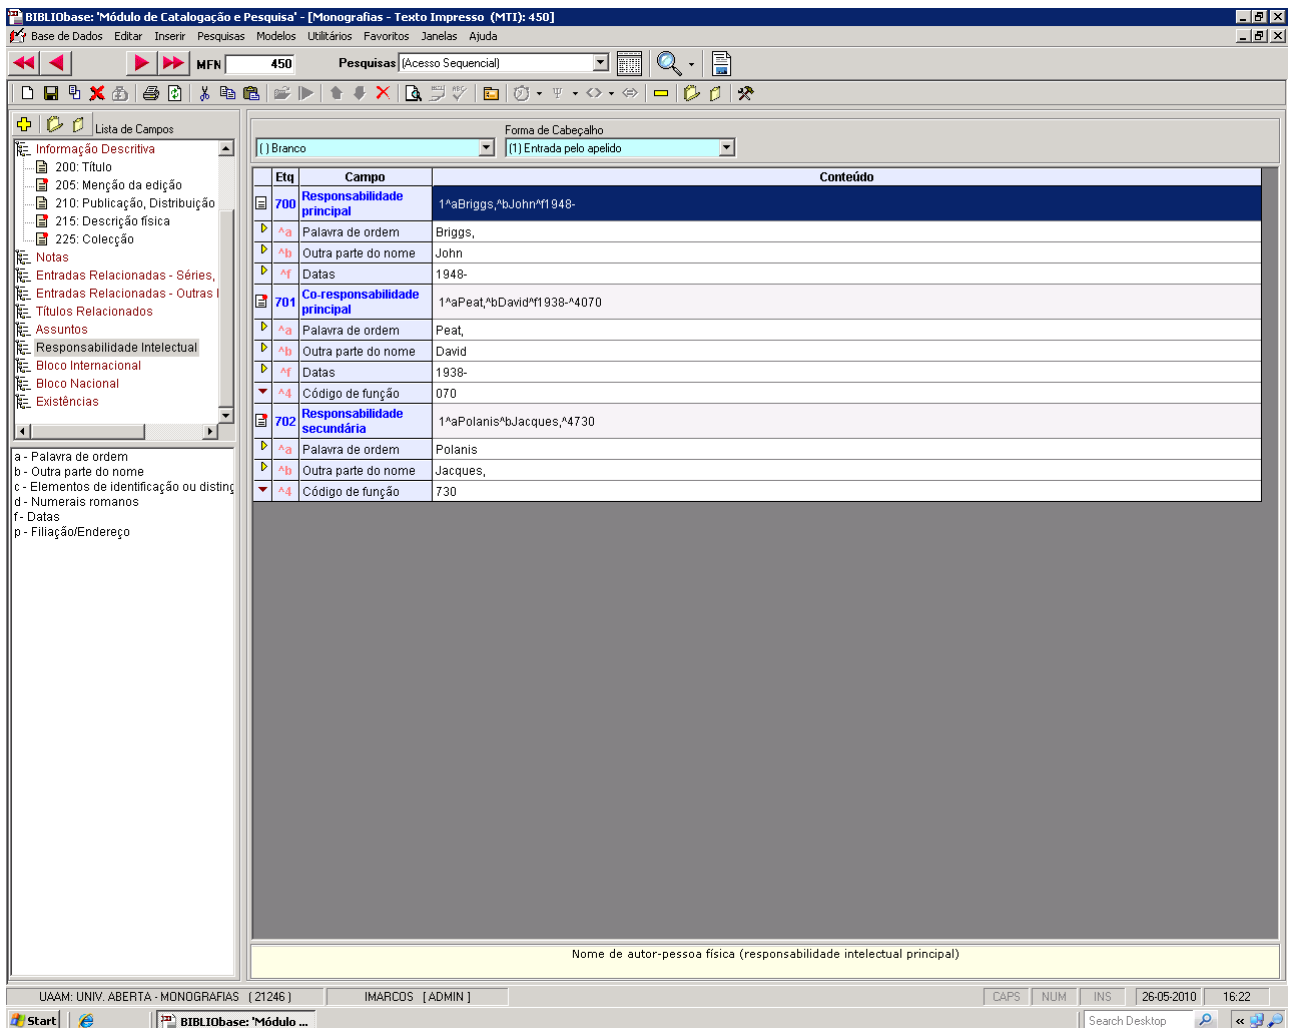 BIBLIObase: 'Módulo de Catalogação e Pesquisa' - [Monografias - Texto Impresso (MTI): 450]
Base de Dados Editar Inserir Pesquisas Modelos Utilitários Favoritos Janelas Ajuda
MFN 450 Pesquisas (Acesso Sequencial)
Lista de Campos
Informação Descritiva
200: Título
205: Menção da edição
210: Publicação, Distribuição
215: Descrição física
225: Colecção
Notas
Entradas Relacionadas - Séries,
Entradas Relacionadas - Outras
Títulos Relacionados
Assuntos
Responsabilidade Intelectual
Bloco Internacional
Bloco Nacional
Existências
a - Palavra de ordem
b - Outra parte do nome
c - Elementos de identificação ou distinç
d - Numerais romanos
f - Datas
p - Filiação/Endereço
Forma de Cabeçalho
( ) Branco (1) Entrada pelo apelido
Etq Campo Conteúdo
700 Responsabilidade principal 1^aBriggs,^bJohn^f1948-
^a Palavra de ordem Briggs,
^b Outra parte do nome John
^f Datas 1948-
701 Co-responsabilidade principal 1^aPeat,^bDavid^f1938-^4070
^a Palavra de ordem Peat,
^b Outra parte do nome David
^f Datas 1938-
^4 Código de função 070
702 Responsabilidade secundária 1^aPolanis^bJacques,^4730
^a Palavra de ordem Polanis
^b Outra parte do nome Jacques,
^4 Código de função 730
Nome de autor-pessoa física (responsabilidade intelectual principal)
UAAM: UNIV. ABERTA - MONOGRAFIAS ( 21246 ) IMARCOS [ ADMIN ] CAPS NUM INS 26-05-2010 16:22
Start BIBLIObase: 'Módulo ... Search Desktop